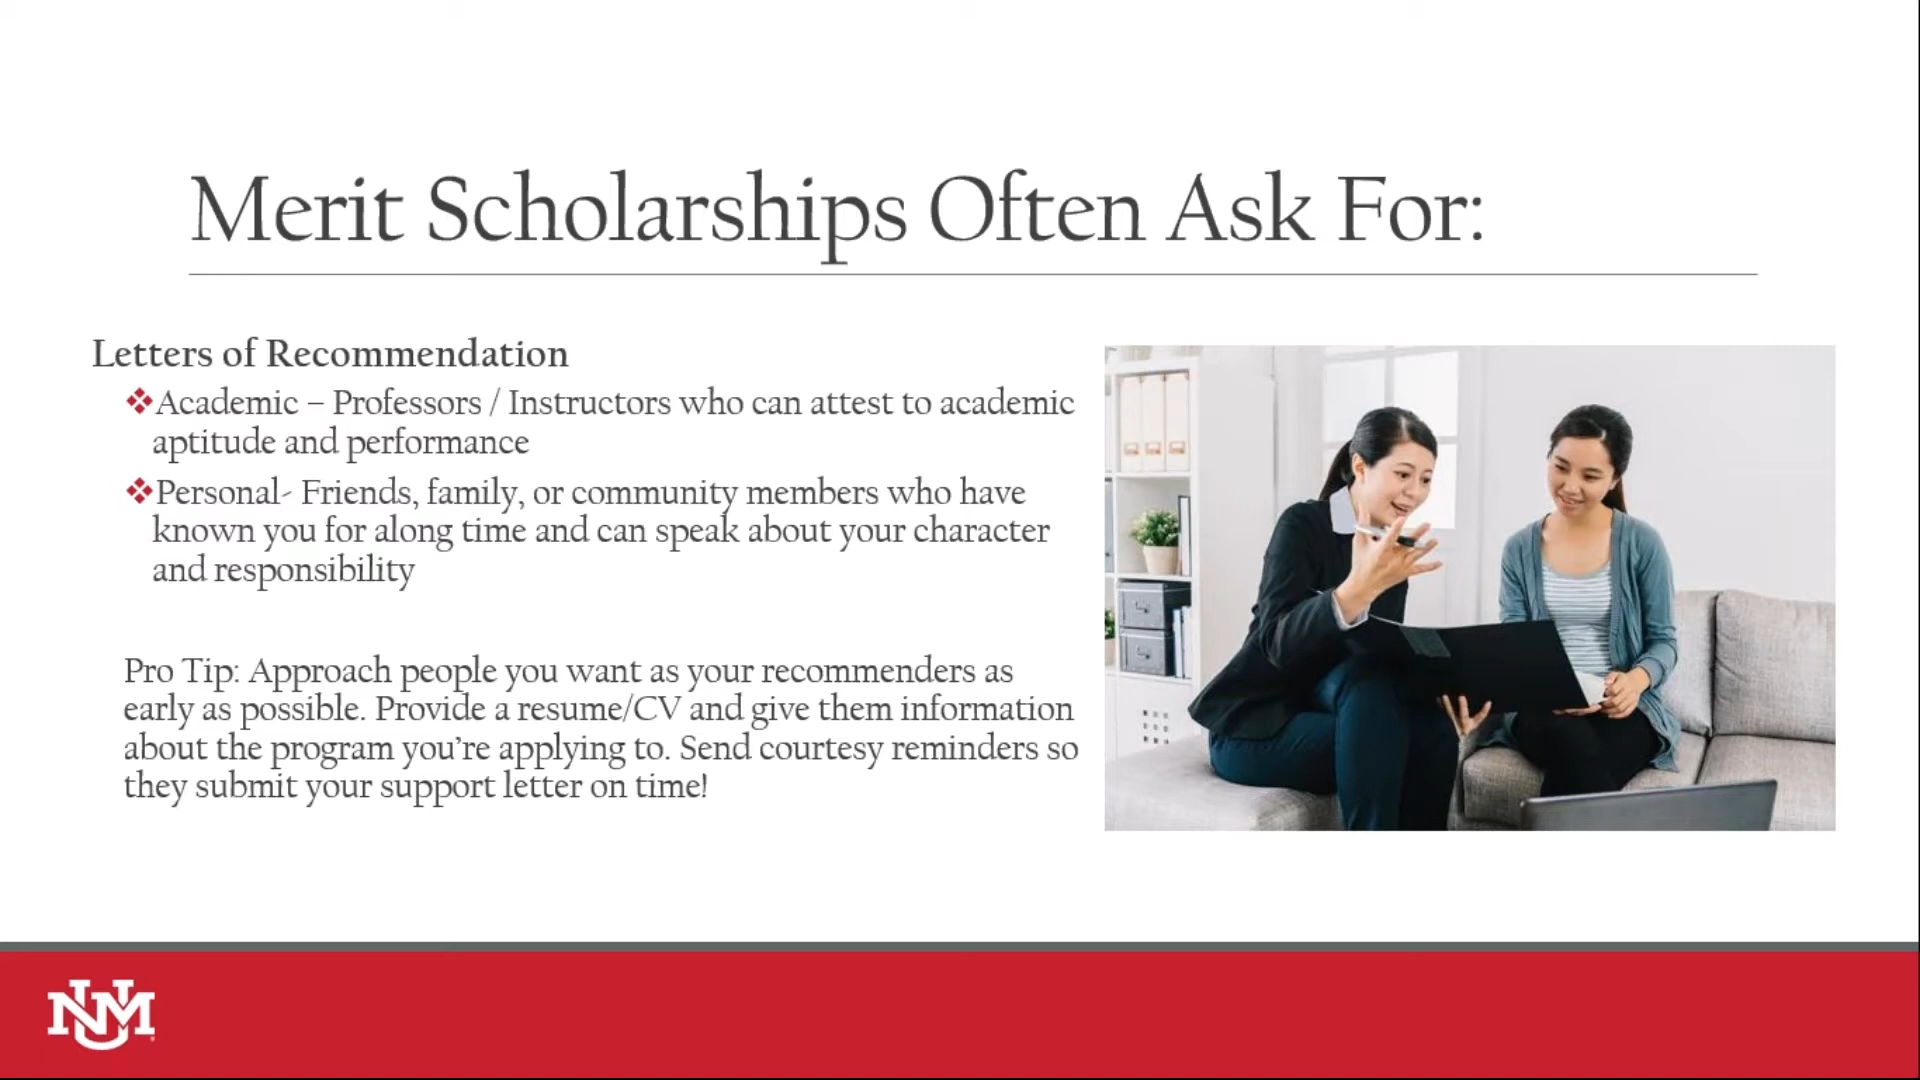 Merit Scholarships Often Ask For:
Letters of Recommendation
❖Academic – Professors / Instructors who can attest to academic
aptitude and performance
❖Personal- Friends, family, or community members who have
known you for along time and can speak about your character
and responsibility
Pro Tip: Approach people you want as your recommenders as
early as possible. Provide a resume/CV and give them information
about the program you're applying to. Send courtesy reminders so
they submit your support letter on time!
NUM